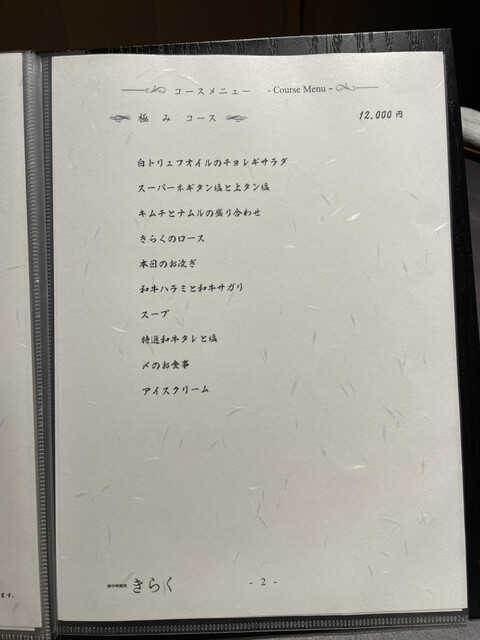 コースメニュー - Course Menu -
極 み コース 12,000円
白トリュフオイルのチョレギサラダ
スーパーネギタン塩と上タン塩
キムチとナムルの盛り合わせ
きらくのロース
本日のお凌ぎ
和牛ハラミと和牛サガリ
スープ
特選和牛タレと塩
〆のお食事
アイスクリーム
ます。
きらく
- 2 -